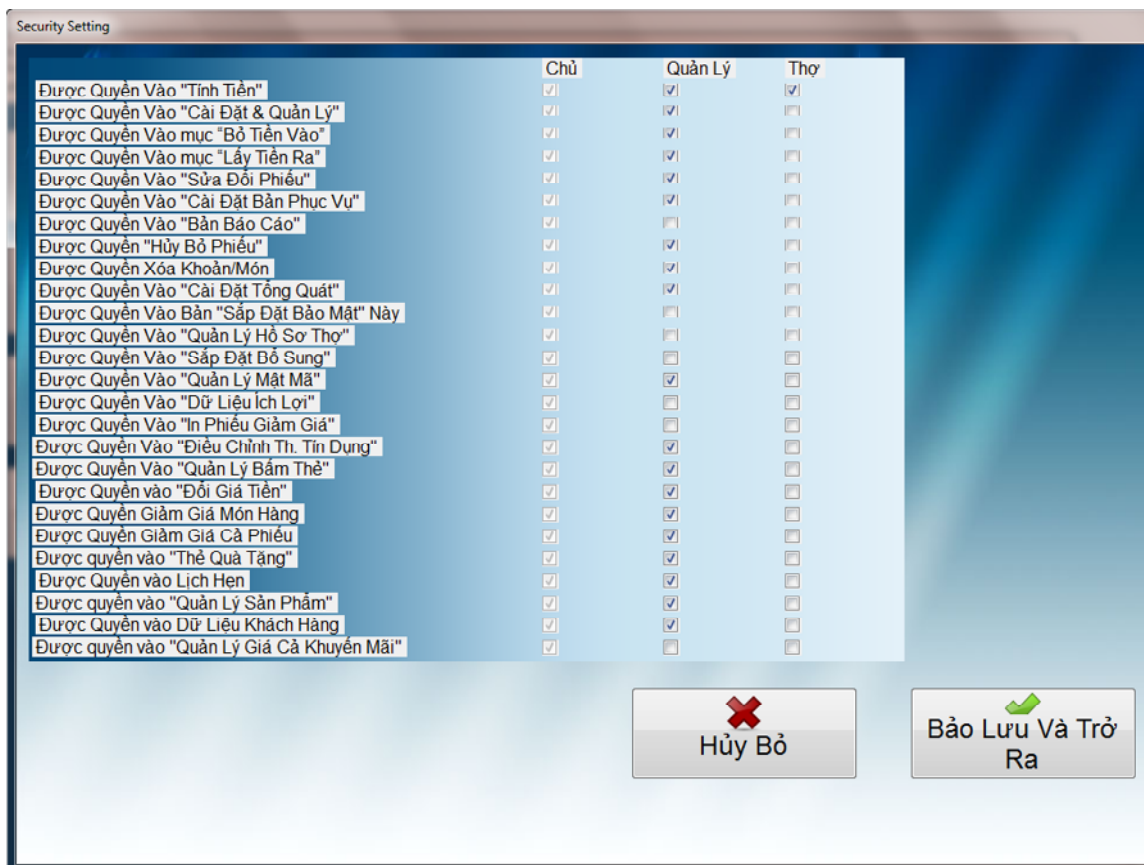 Security Setting
Chủ Quản Lý Thợ
Được Quyền Vào "Tính Tiền"
Được Quyền Vào "Cài Đặt & Quản Lý"
Được Quyền Vào mục “Bỏ Tiền Vào”
Được Quyền Vào mục “Lấy Tiền Ra”
Được Quyền Vào "Sửa Đổi Phiếu"
Được Quyền Vào "Cài Đặt Bản Phục Vụ"
Được Quyền Vào "Bản Báo Cáo"
Được Quyền "Hủy Bỏ Phiếu"
Được Quyền Xóa Khoản/Món
Được Quyền Vào "Cài Đặt Tổng Quát"
Được Quyền Vào Bản "Sắp Đặt Bảo Mật" Này
Được Quyền Vào "Quản Lý Hồ Sơ Thợ"
Được Quyền Vào "Sắp Đặt Bổ Sung"
Được Quyền Vào "Quản Lý Mật Mã"
Được Quyền Vào "Dữ Liệu Ích Lợi"
Được Quyền Vào "In Phiếu Giảm Giá"
Được Quyền Vào "Điều Chỉnh Th. Tín Dụng"
Được Quyền Vào "Quản Lý Bấm Thẻ"
Được Quyền vào "Đổi Giá Tiền"
Được Quyền Giảm Giá Món Hàng
Được Quyền Giảm Giá Cả Phiếu
Được quyền vào "Thẻ Quà Tặng"
Được Quyền vào Lịch Hẹn
Được quyền vào "Quản Lý Sản Phẩm"
Được Quyền vào Dữ Liệu Khách Hàng
Được quyền vào "Quản Lý Giá Cả Khuyến Mãi"
Hủy Bỏ
Bảo Lưu Và Trở
Ra